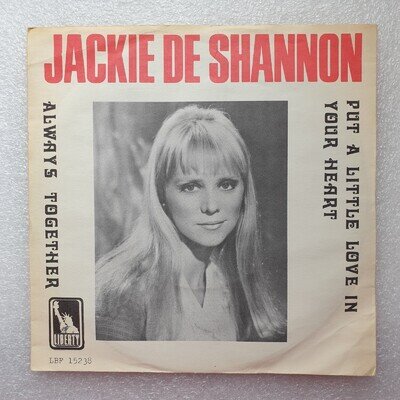 JACKIE DE SHANNON
ALWAYS TOGETHER
PUT A LITTLE LOVE IN
YOUR HEART
LIBERTY
LBF 15238